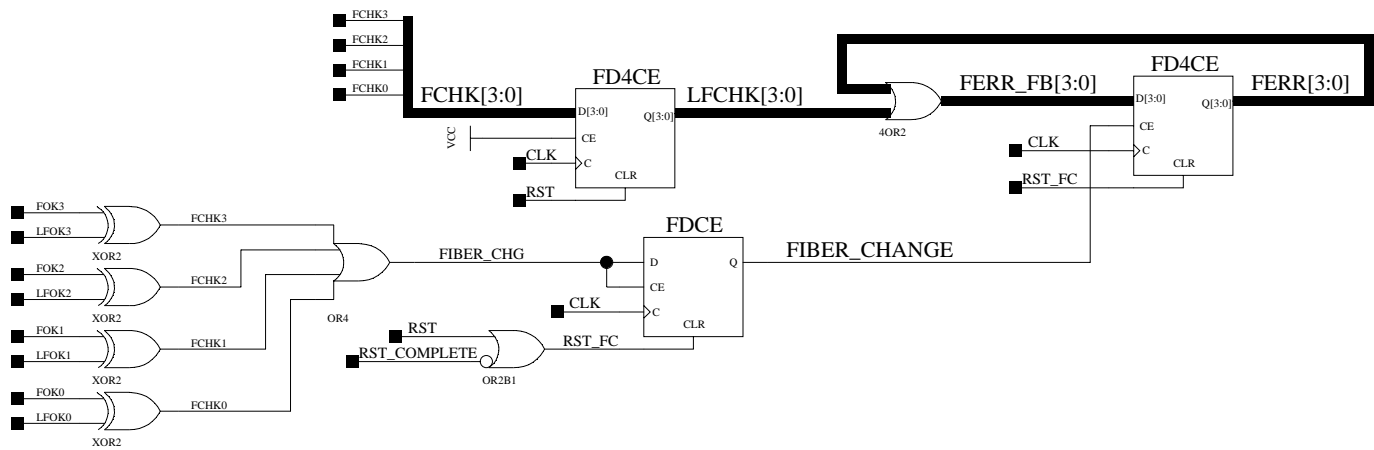 FCHK3
FCHK2
FCHK1
FCHK0
FCHK[3:0]
FD4CE
D[3:0]
Q[3:0]
CE
C
CLR
VCC
CLK
RST
LFCHK[3:0]
4OR2
FERR_FB[3:0]
FD4CE
D[3:0]
Q[3:0]
CE
C
CLR
FERR[3:0]
CLK
RST_FC
FOK3
LFOK3
XOR2
FCHK3
FOK2
LFOK2
XOR2
FCHK2
FOK1
LFOK1
XOR2
FCHK1
FOK0
LFOK0
XOR2
FCHK0
OR4
FIBER_CHG
FDCE
D
Q
CE
C
CLR
CLK
FIBER_CHANGE
RST
RST_COMPLETE
OR2B1
RST_FC